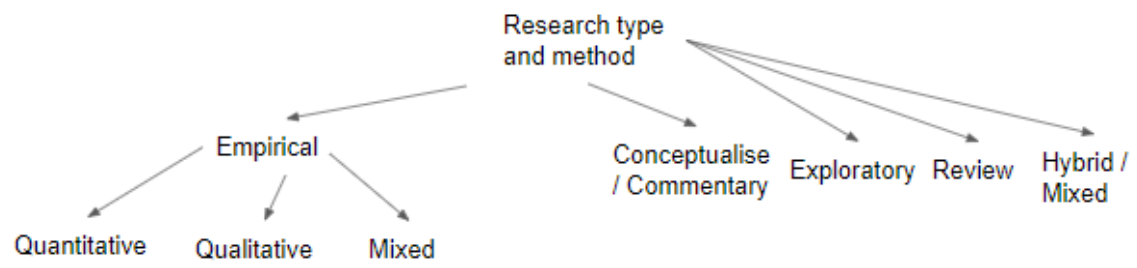 Research type
and method
Empirical
Conceptualise
/ Commentary
Exploratory
Review
Hybrid /
Mixed
Quantitative
Qualitative
Mixed